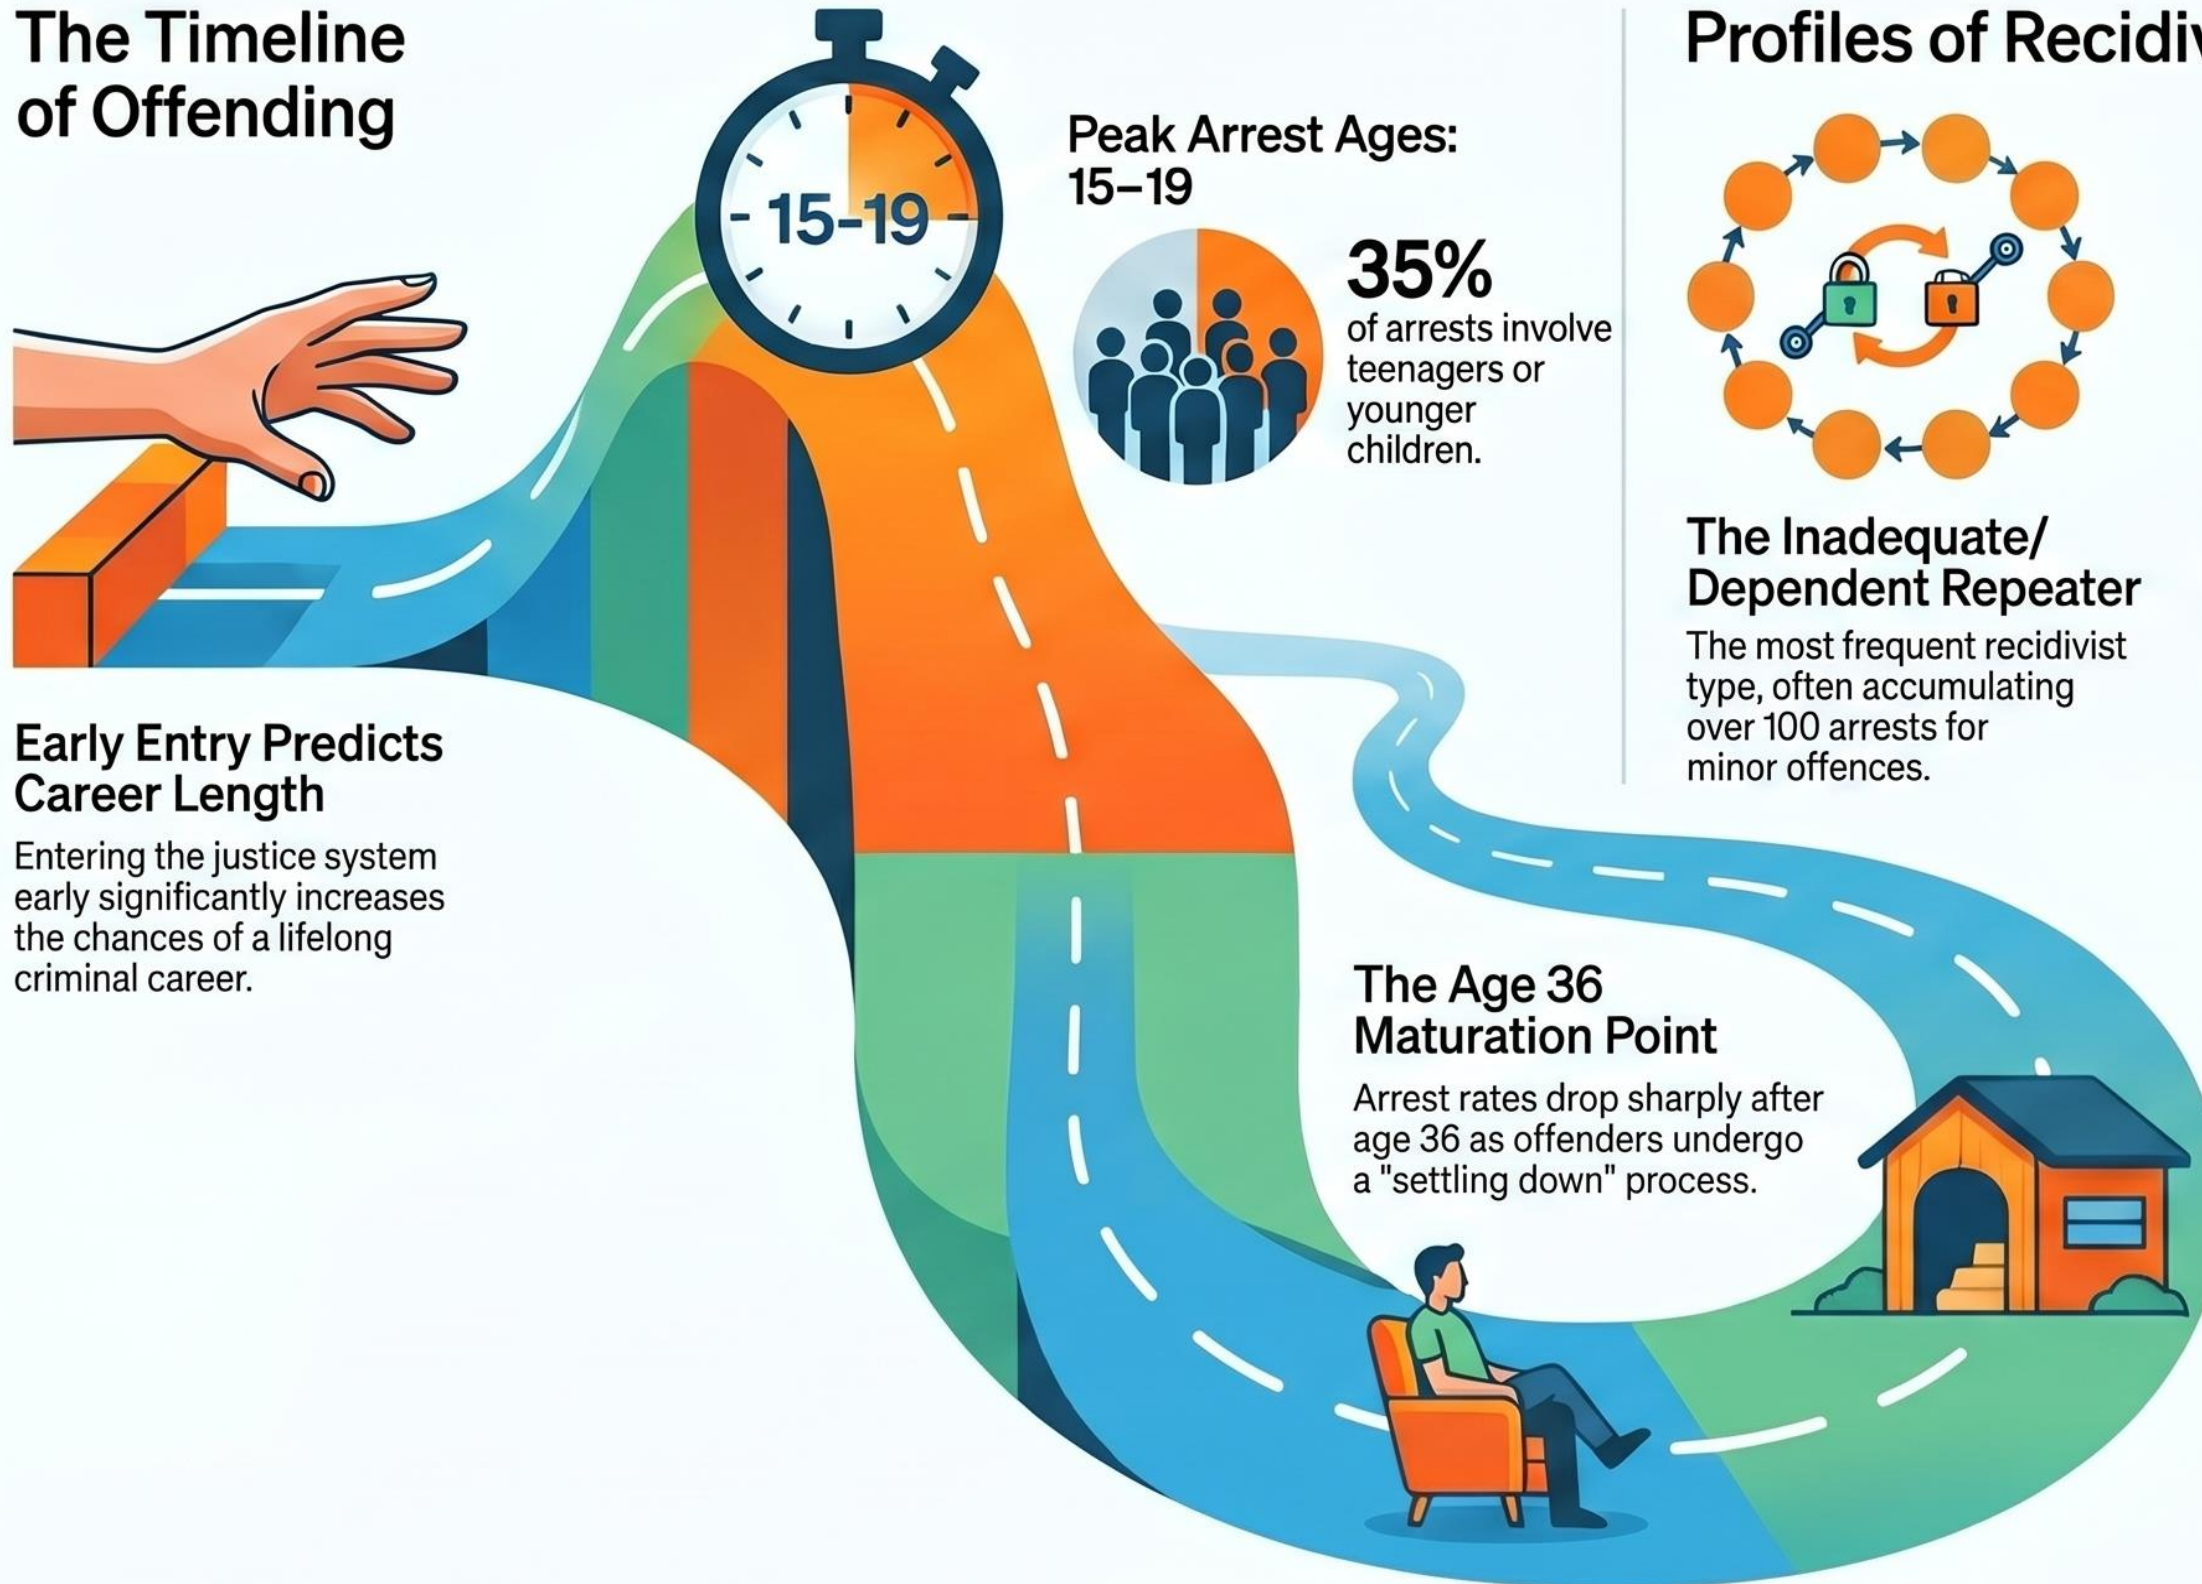 The Timeline
of Offending
15-19
Peak Arrest Ages:
15–19
35%
of arrests involve
teenagers or
younger
children.
Early Entry Predicts
Career Length
Entering the justice system
early significantly increases
the chances of a lifelong
criminal career.
The Age 36
Maturation Point
Arrest rates drop sharply after
age 36 as offenders undergo
a "settling down" process.
Profiles of
The Inadequate/
Dependent Repeater
The most frequent recidivist
type, often accumulating
over 100 arrests for
minor offences.